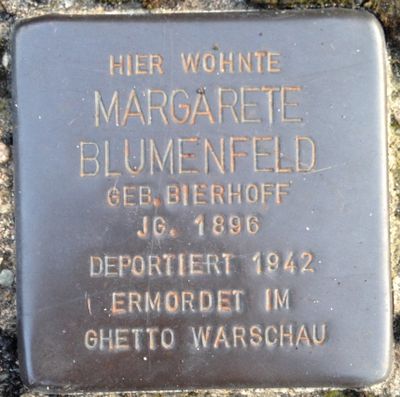 HIER WOHNTE
MARGARETE
BLUMENFELD
GEB. BIERHOFF
JG. 1896
DEPORTIERT 1942
ERMORDET IM
GHETTO WARSCHAU